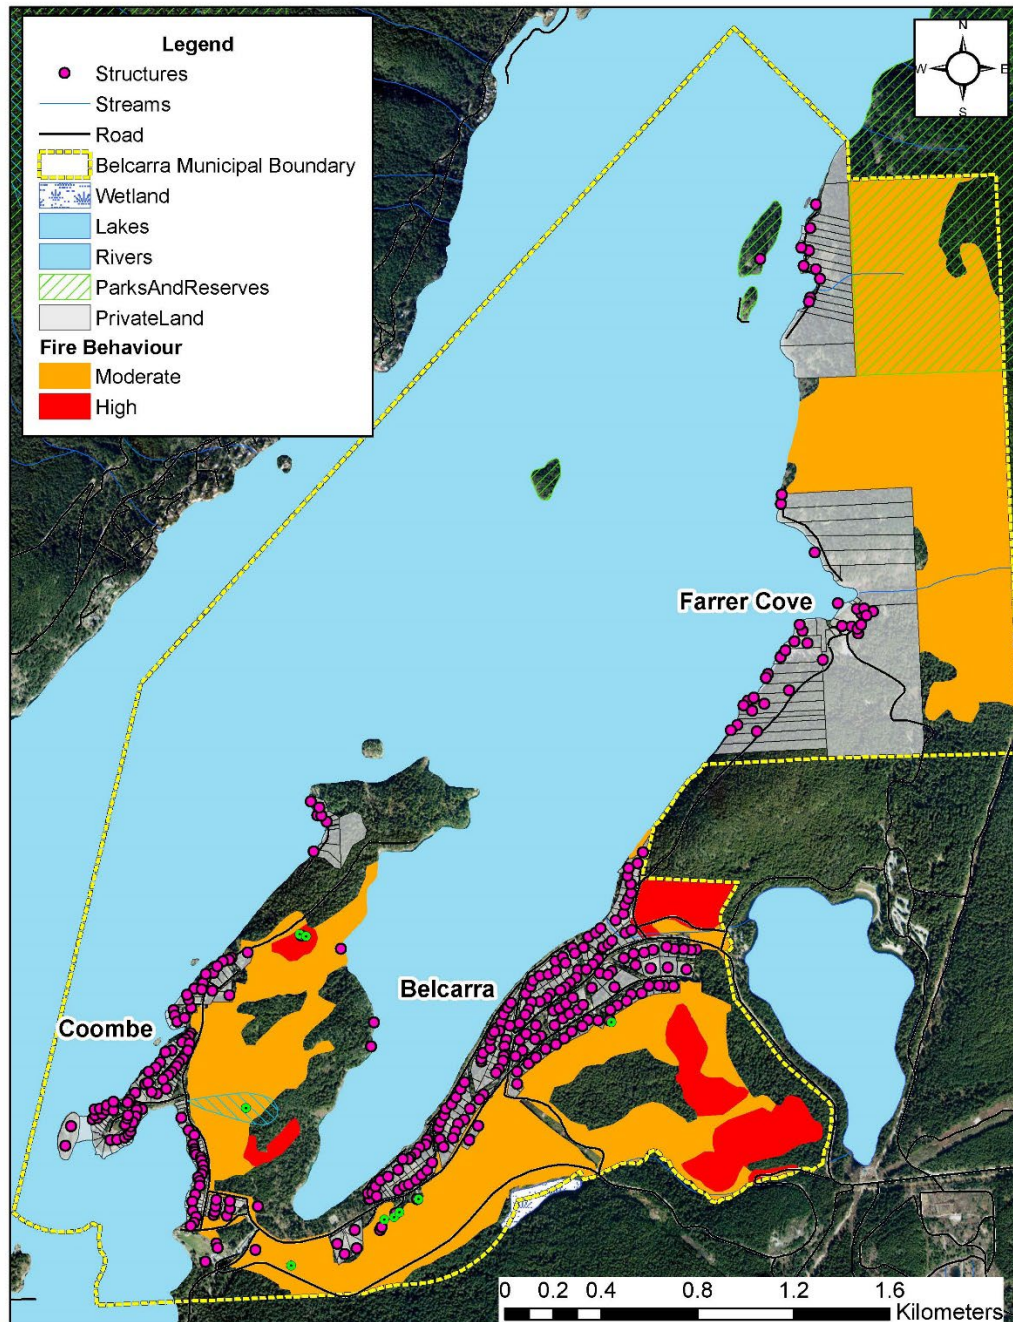 Legend
Structures
Streams
Road
Belcarra Municipal Boundary
Wetland
Lakes
Rivers
ParksAndReserves
PrivateLand
Fire Behaviour
Moderate
High
N
W E
S
Farrer Cove
Belcarra
Coombe
0 0.2 0.4 0.8 1.2 1.6
Kilometers